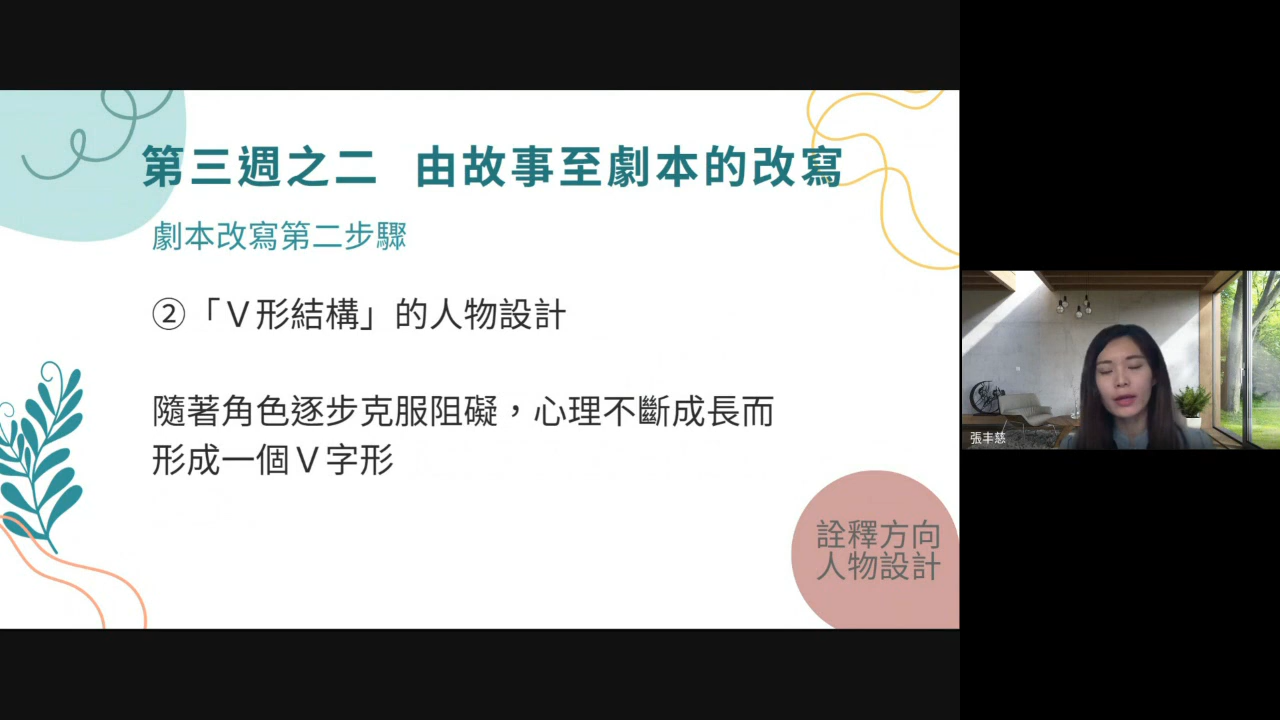 第三週之二 由故事至劇本的改寫
劇本改寫第二步驟
②「Ｖ形結構」的人物設計
隨著角色逐步克服阻礙，心理不斷成長而
形成一個Ｖ字形
詮釋方向
人物設計
張丰慈